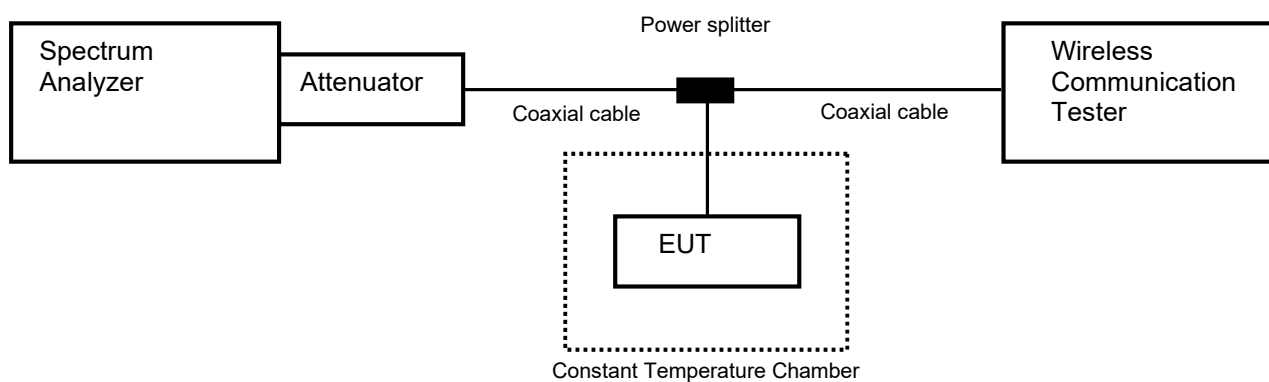 Power splitter
Spectrum
Analyzer
Attenuator
Wireless
Communication
Tester
Coaxial cable
Coaxial cable
EUT
Constant Temperature Chamber